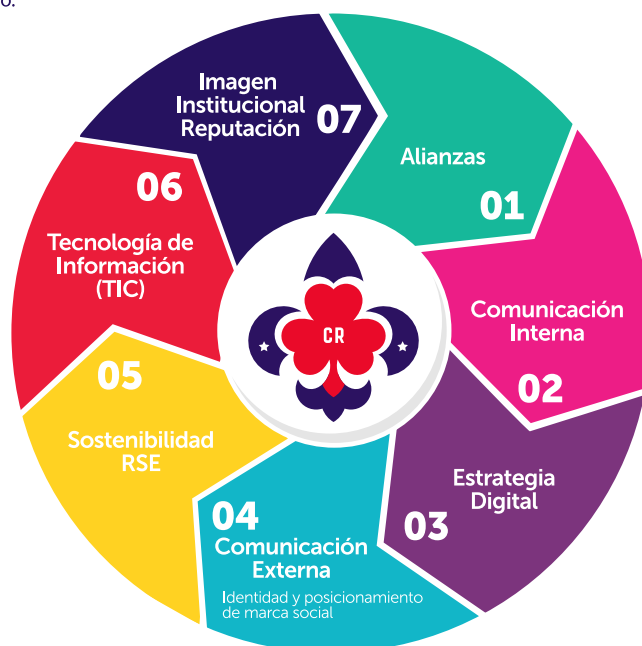 o.
Imagen
Institucional
Reputación
07
Alianzas
01
Comunicación
Interna
02
Estrategia
Digital
03
04
Comunicación
Externa
Identidad y posicionamiento
de marca social
05
Sostenibilidad
RSE
06
Tecnología de
Información
(TIC)
CR